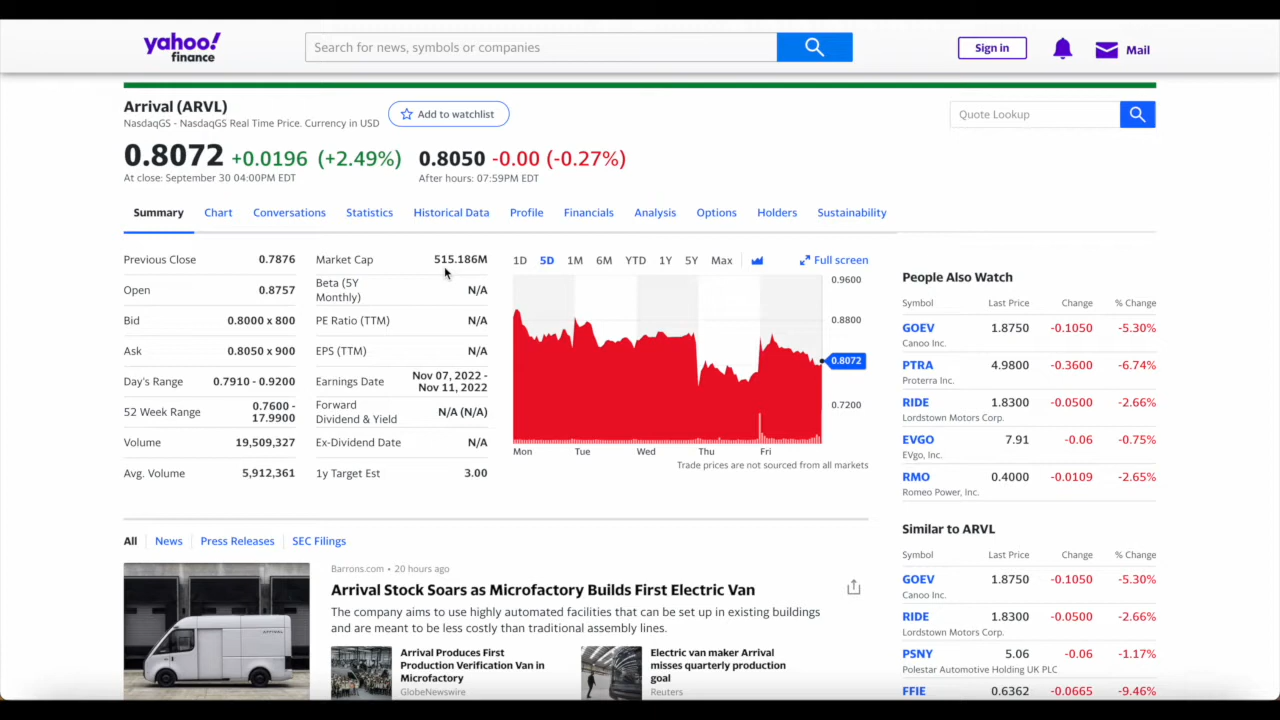 yahoo!
finance
Search for news, symbols or companies
Sign in
Mail
Arrival (ARVL)
NasdaqGS - NasdaqGS Real Time Price. Currency in USD
Add to watchlist
Quote Lookup
0.8072 +0.0196 (+2.49%)
At close: September 30 04:00PM EDT
0.8050 -0.00 (-0.27%)
After hours: 07:59PM EDT
Summary Chart Conversations Statistics Historical Data Profile Financials Analysis Options Holders Sustainability
Previous Close 0.7876
Open 0.8757
Bid 0.8000 x 800
Ask 0.8050 x 900
Day's Range 0.7910 - 0.9200
52 Week Range 0.7600 -
17.9900
Volume 19,509,327
Avg. Volume 5,912,361
Market Cap 515.186M
Beta (5Y
Monthly) N/A
PE Ratio (TTM) N/A
EPS (TTM) N/A
Earnings Date Nov 07, 2022 -
Nov 11, 2022
Forward
Dividend & Yield N/A (N/A)
Ex-Dividend Date N/A
1y Target Est 3.00
1D 5D 1M 6M YTD 1Y 5Y Max Full screen
0.9600
0.8800
0.8072
0.7200
Mon Tue Wed Thu Fri
Trade prices are not sourced from all markets
People Also Watch
Symbol Last Price Change % Change
GOEV 1.8750 -0.1050 -5.30%
Canoo Inc.
PTRA 4.9800 -0.3600 -6.74%
Proterra Inc.
RIDE 1.8300 -0.0500 -2.66%
Lordstown Motors Corp.
EVGO 7.91 -0.06 -0.75%
EVgo, Inc.
RMO 0.4000 -0.0109 -2.65%
Romeo Power, Inc.
Similar to ARVL
Symbol Last Price Change % Change
GOEV 1.8750 -0.1050 -5.30%
Canoo Inc.
RIDE 1.8300 -0.0500 -2.66%
Lordstown Motors Corp.
PSNY 5.06 -0.06 -1.17%
Polestar Automotive Holding UK PLC
FFIE 0.6362 -0.0665 -9.46%
All News Press Releases SEC Filings
Barrons.com • 20 hours ago
Arrival Stock Soars as Microfactory Builds First Electric Van
The company aims to use highly automated facilities that can be set up in existing buildings
and are meant to be less costly than traditional assembly lines.
Arrival Produces First
Production Verification Van in
Microfactory
GlobeNewswire
Electric van maker Arrival
misses quarterly production
goal
Reuters
ARRIVAL